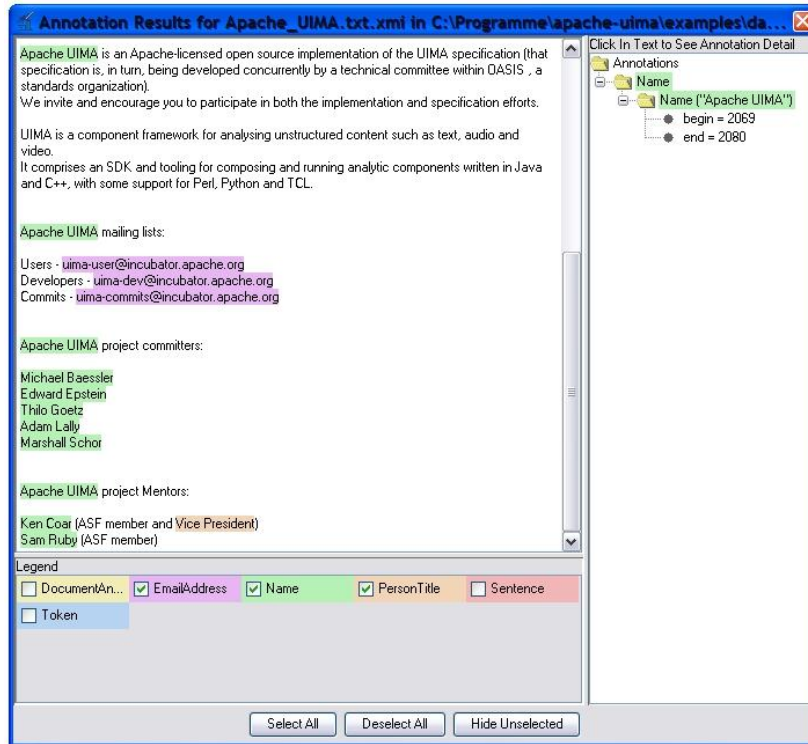 Annotation Results for Apache_UIMA.txt.xmi in C:\Programme\apache-uima\examples\da...
Apache UIMA is an Apache-licensed open source implementation of the UIMA specification (that
specification is, in turn, being developed concurrently by a technical committee within OASIS , a
standards organization).
We invite and encourage you to participate in both the implementation and specification efforts.
UIMA is a component framework for analysing unstructured content such as text, audio and
video.
It comprises an SDK and tooling for composing and running analytic components written in Java
and C++, with some support for Perl, Python and TCL.
Apache UIMA mailing lists:
Users - uima-user@incubator.apache.org
Developers - uima-dev@incubator.apache.org
Commits - uima-commits@incubator.apache.org
Apache UIMA project committers:
Michael Baessler
Edward Epstein
Thilo Goetz
Adam Lally
Marshall Schor
Apache UIMA project Mentors:
Ken Coar (ASF member and Vice President)
Sam Ruby (ASF member)
Click In Text to See Annotation Detail
Annotations
Name
Name ("Apache UIMA")
begin = 2069
end = 2080
Legend
DocumentAn... EmailAddress Name PersonTitle Sentence
Token
Select All Deselect All Hide Unselected